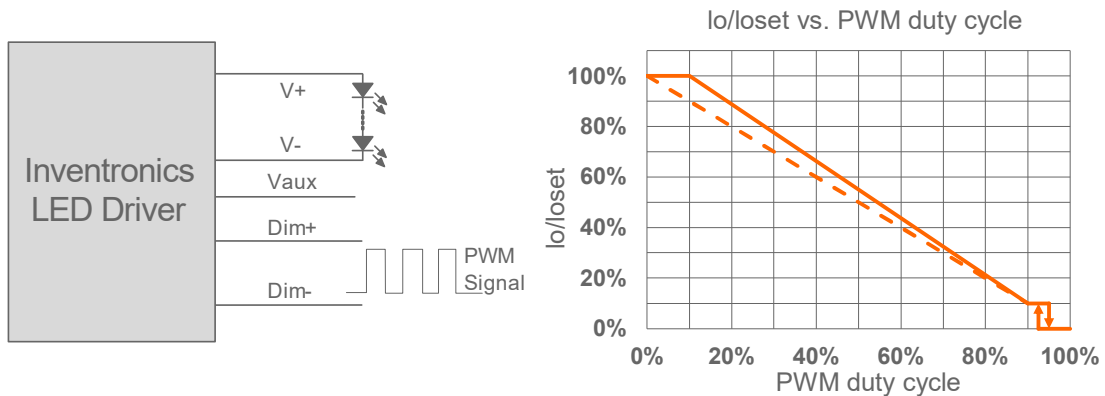 Inventronics
LED Driver
V+
V-
Vaux
Dim+
Dim-
PWM
Signal
Io/Ioset vs. PWM duty cycle
Io/Ioset
100%
80%
60%
40%
20%
0%
0% 20% 40% 60% 80% 100%
PWM duty cycle